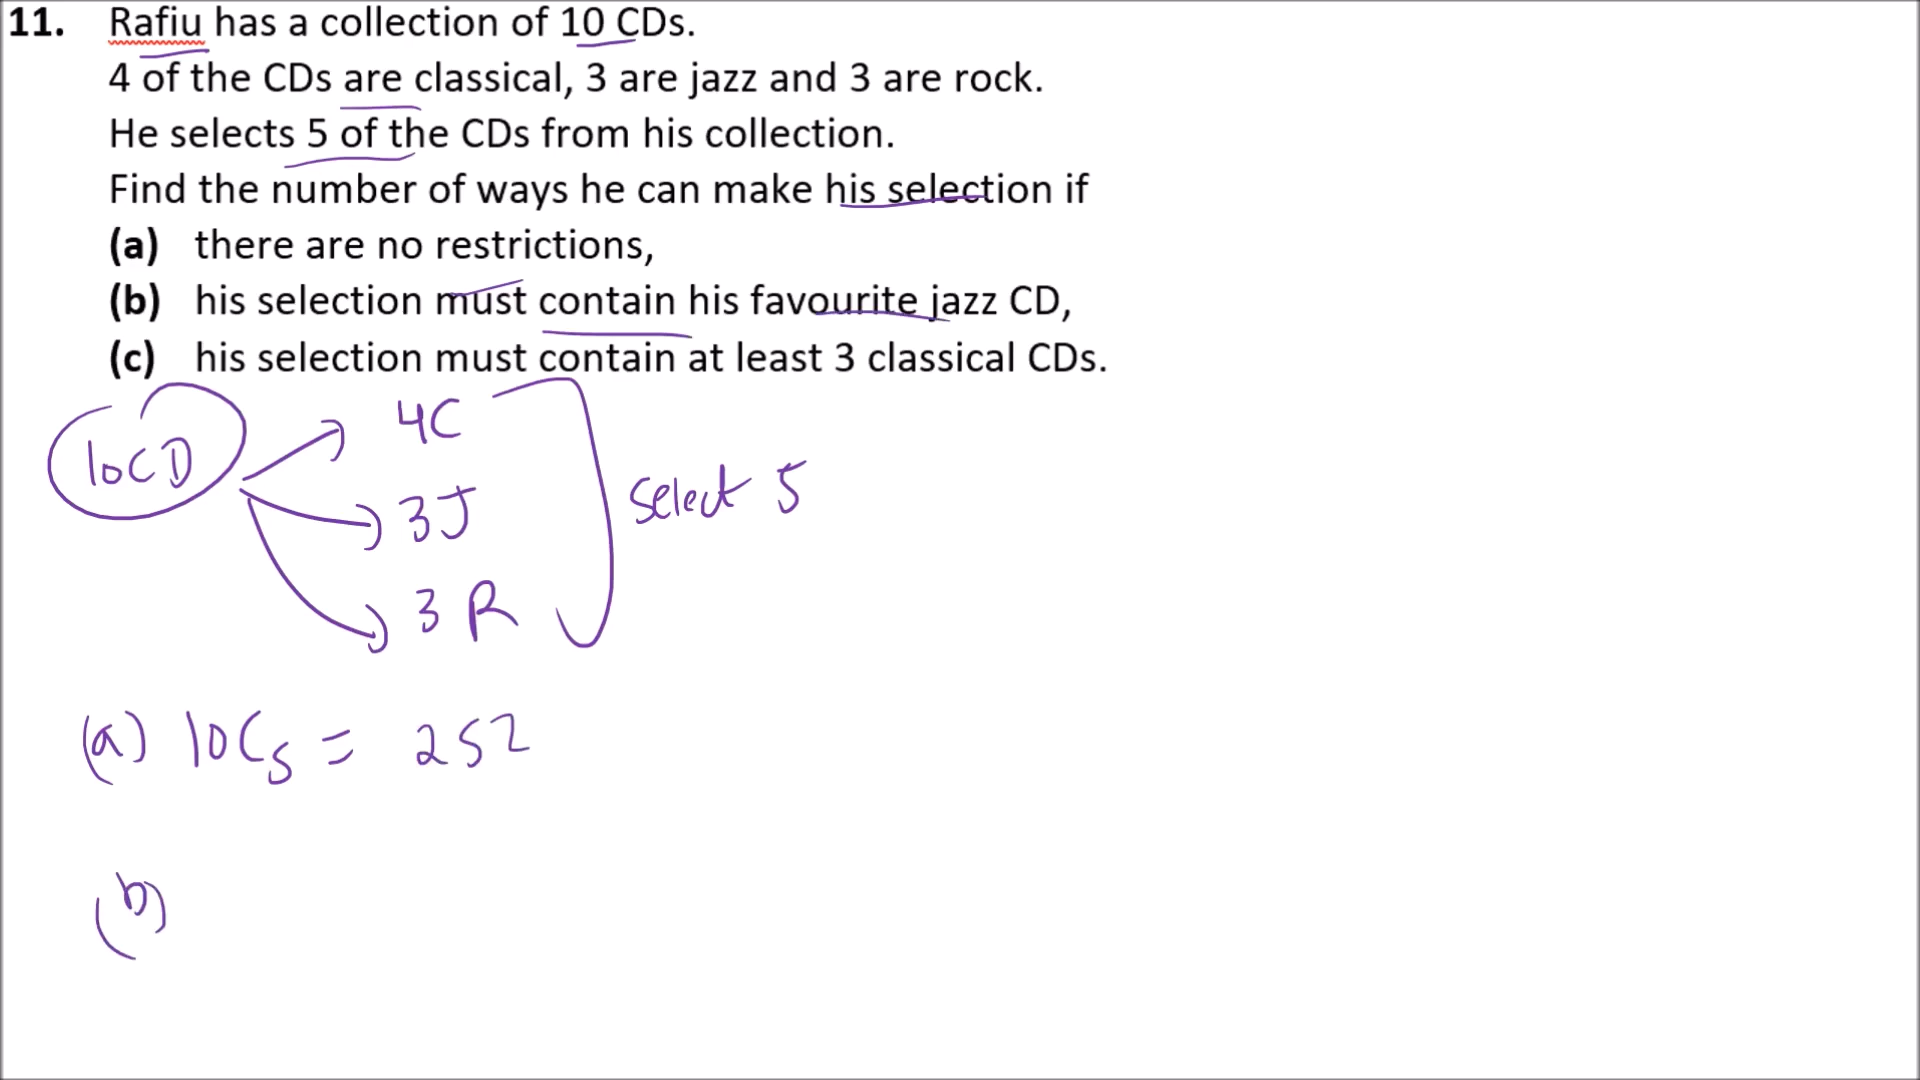 11. Rafiu has a collection of 10 CDs.
4 of the CDs are classical, 3 are jazz and 3 are rock.
He selects 5 of the CDs from his collection.
Find the number of ways he can make his selection if
(a) there are no restrictions,
(b) his selection must contain his favourite jazz CD,
(c) his selection must contain at least 3 classical CDs.
4C
10CD
select 5
3J
3 R
(a) 10C5 = 252
(b)